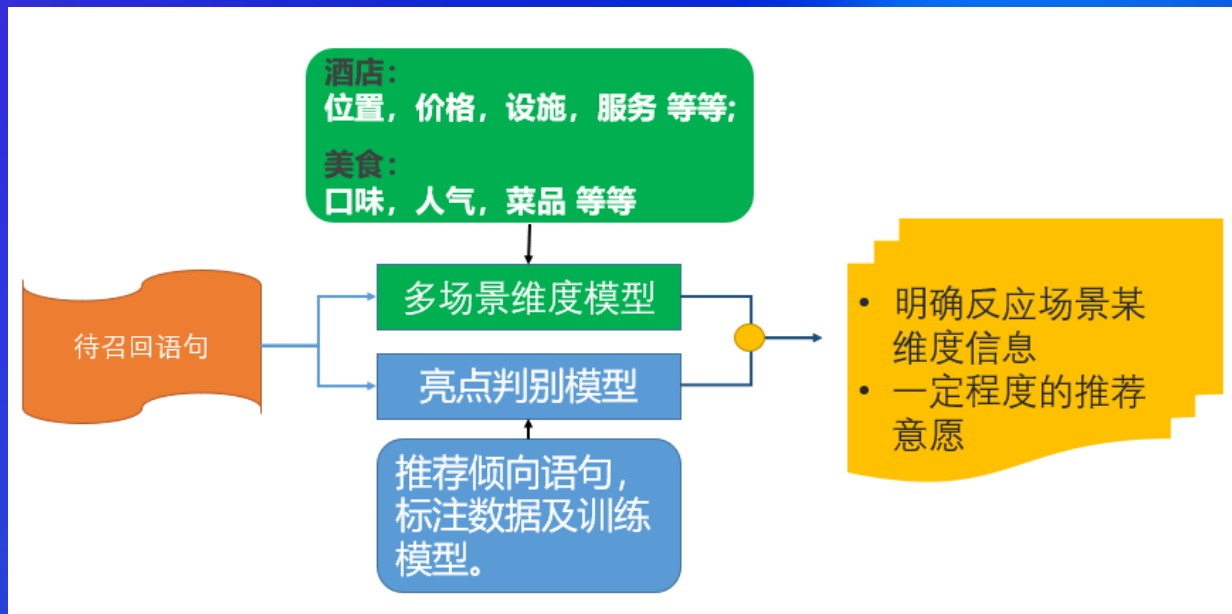 酒店：
位置，价格，设施，服务 等等;
美食：
口味，人气，菜品 等等
待召回语句
多场景维度模型
亮点判别模型
推荐倾向语句，
标注数据及训练
模型。
• 明确反应场景某
维度信息
• 一定程度的推荐
意愿